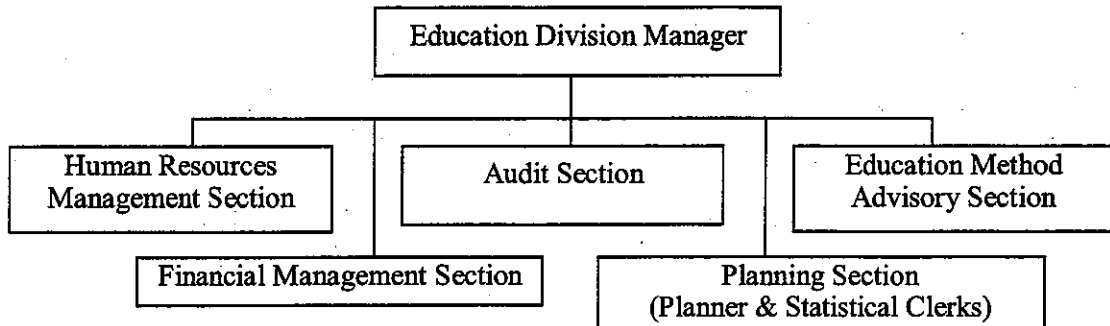 Education Division Manager
Human Resources
Management Section
Audit Section
Education Method
Advisory Section
Financial Management Section
Planning Section
(Planner & Statistical Clerks)